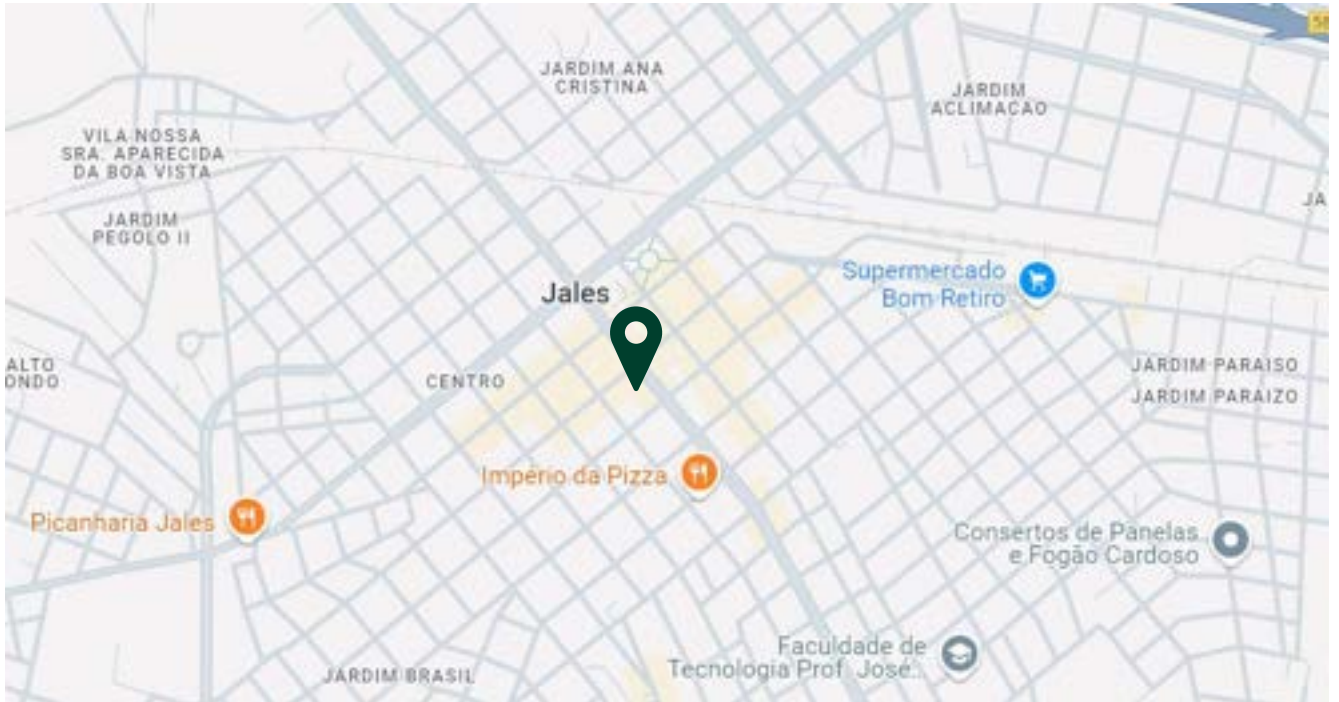 58
JARDIM ANA
CRISTINA
JARDIM
ACLIMACAO
VILA NOSSA
SRA. APARECIDA
DA BOA VISTA
JA
JARDIM
PEGOLO II
Supermercado
Bom Retiro
Jales
ALTO
ONDO
CENTRO
JARDIM PARAISO
JARDIM PARAIZO
Império da Pizza
Picanharia Jales
Consertos de Panelas
e Fogão Cardoso
Faculdade de
Tecnologia Prof. José...
JARDIM BRASIL